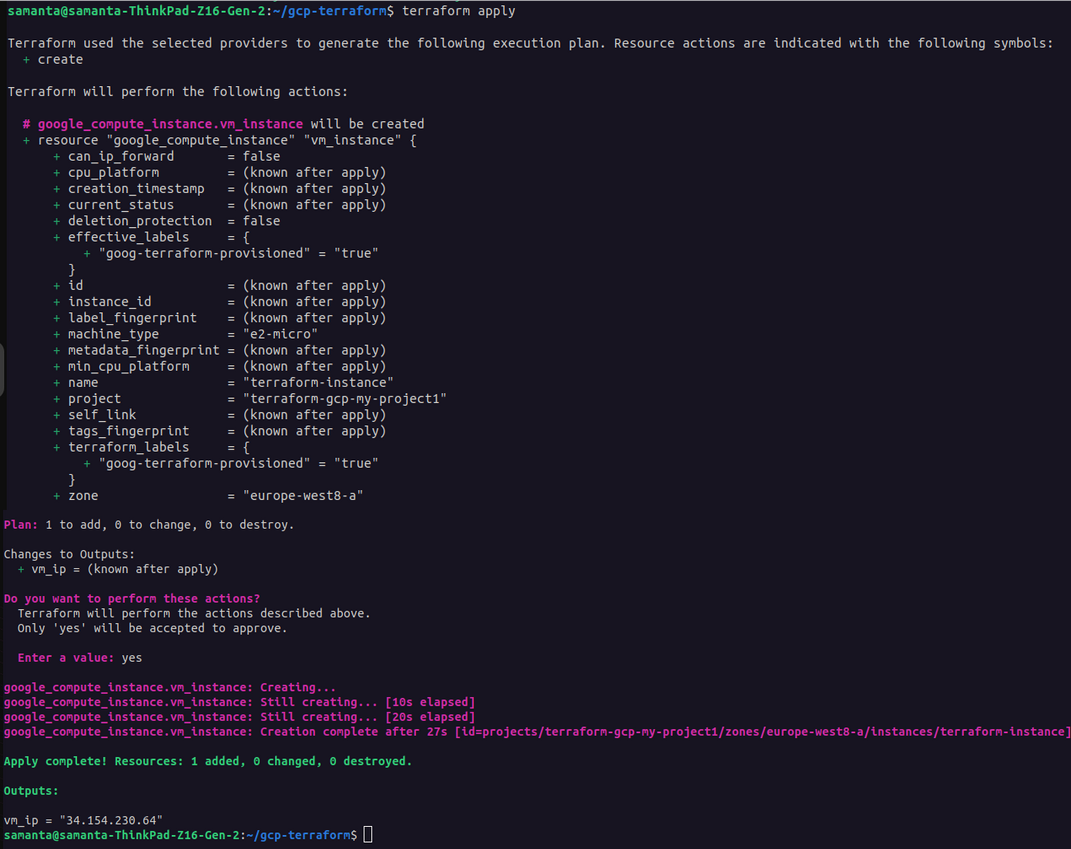 samanta@samanta-ThinkPad-Z16-Gen-2:~/gcp-terraform$ terraform apply
Terraform used the selected providers to generate the following execution plan. Resource actions are indicated with the following symbols:
  + create
Terraform will perform the following actions:
  # google_compute_instance.vm_instance will be created
  + resource "google_compute_instance" "vm_instance" {
      + can_ip_forward       = false
      + cpu_platform         = (known after apply)
      + creation_timestamp   = (known after apply)
      + current_status       = (known after apply)
      + deletion_protection  = false
      + effective_labels     = {
          + "goog-terraform-provisioned" = "true"
        }
      + id                   = (known after apply)
      + instance_id          = (known after apply)
      + label_fingerprint    = (known after apply)
      + machine_type         = "e2-micro"
      + metadata_fingerprint = (known after apply)
      + min_cpu_platform     = (known after apply)
      + name                 = "terraform-instance"
      + project              = "terraform-gcp-my-project1"
      + self_link            = (known after apply)
      + tags_fingerprint     = (known after apply)
      + terraform_labels     = {
          + "goog-terraform-provisioned" = "true"
        }
      + zone                 = "europe-west8-a"
Plan: 1 to add, 0 to change, 0 to destroy.
Changes to Outputs:
  + vm_ip = (known after apply)
Do you want to perform these actions?
  Terraform will perform the actions described above.
  Only 'yes' will be accepted to approve.
  Enter a value: yes
google_compute_instance.vm_instance: Creating...
google_compute_instance.vm_instance: Still creating... [10s elapsed]
google_compute_instance.vm_instance: Still creating... [20s elapsed]
google_compute_instance.vm_instance: Creation complete after 27s [id=projects/terraform-gcp-my-project1/zones/europe-west8-a/instances/terraform-instance]
Apply complete! Resources: 1 added, 0 changed, 0 destroyed.
Outputs:
vm_ip = "34.154.230.64"
samanta@samanta-ThinkPad-Z16-Gen-2:~/gcp-terraform$